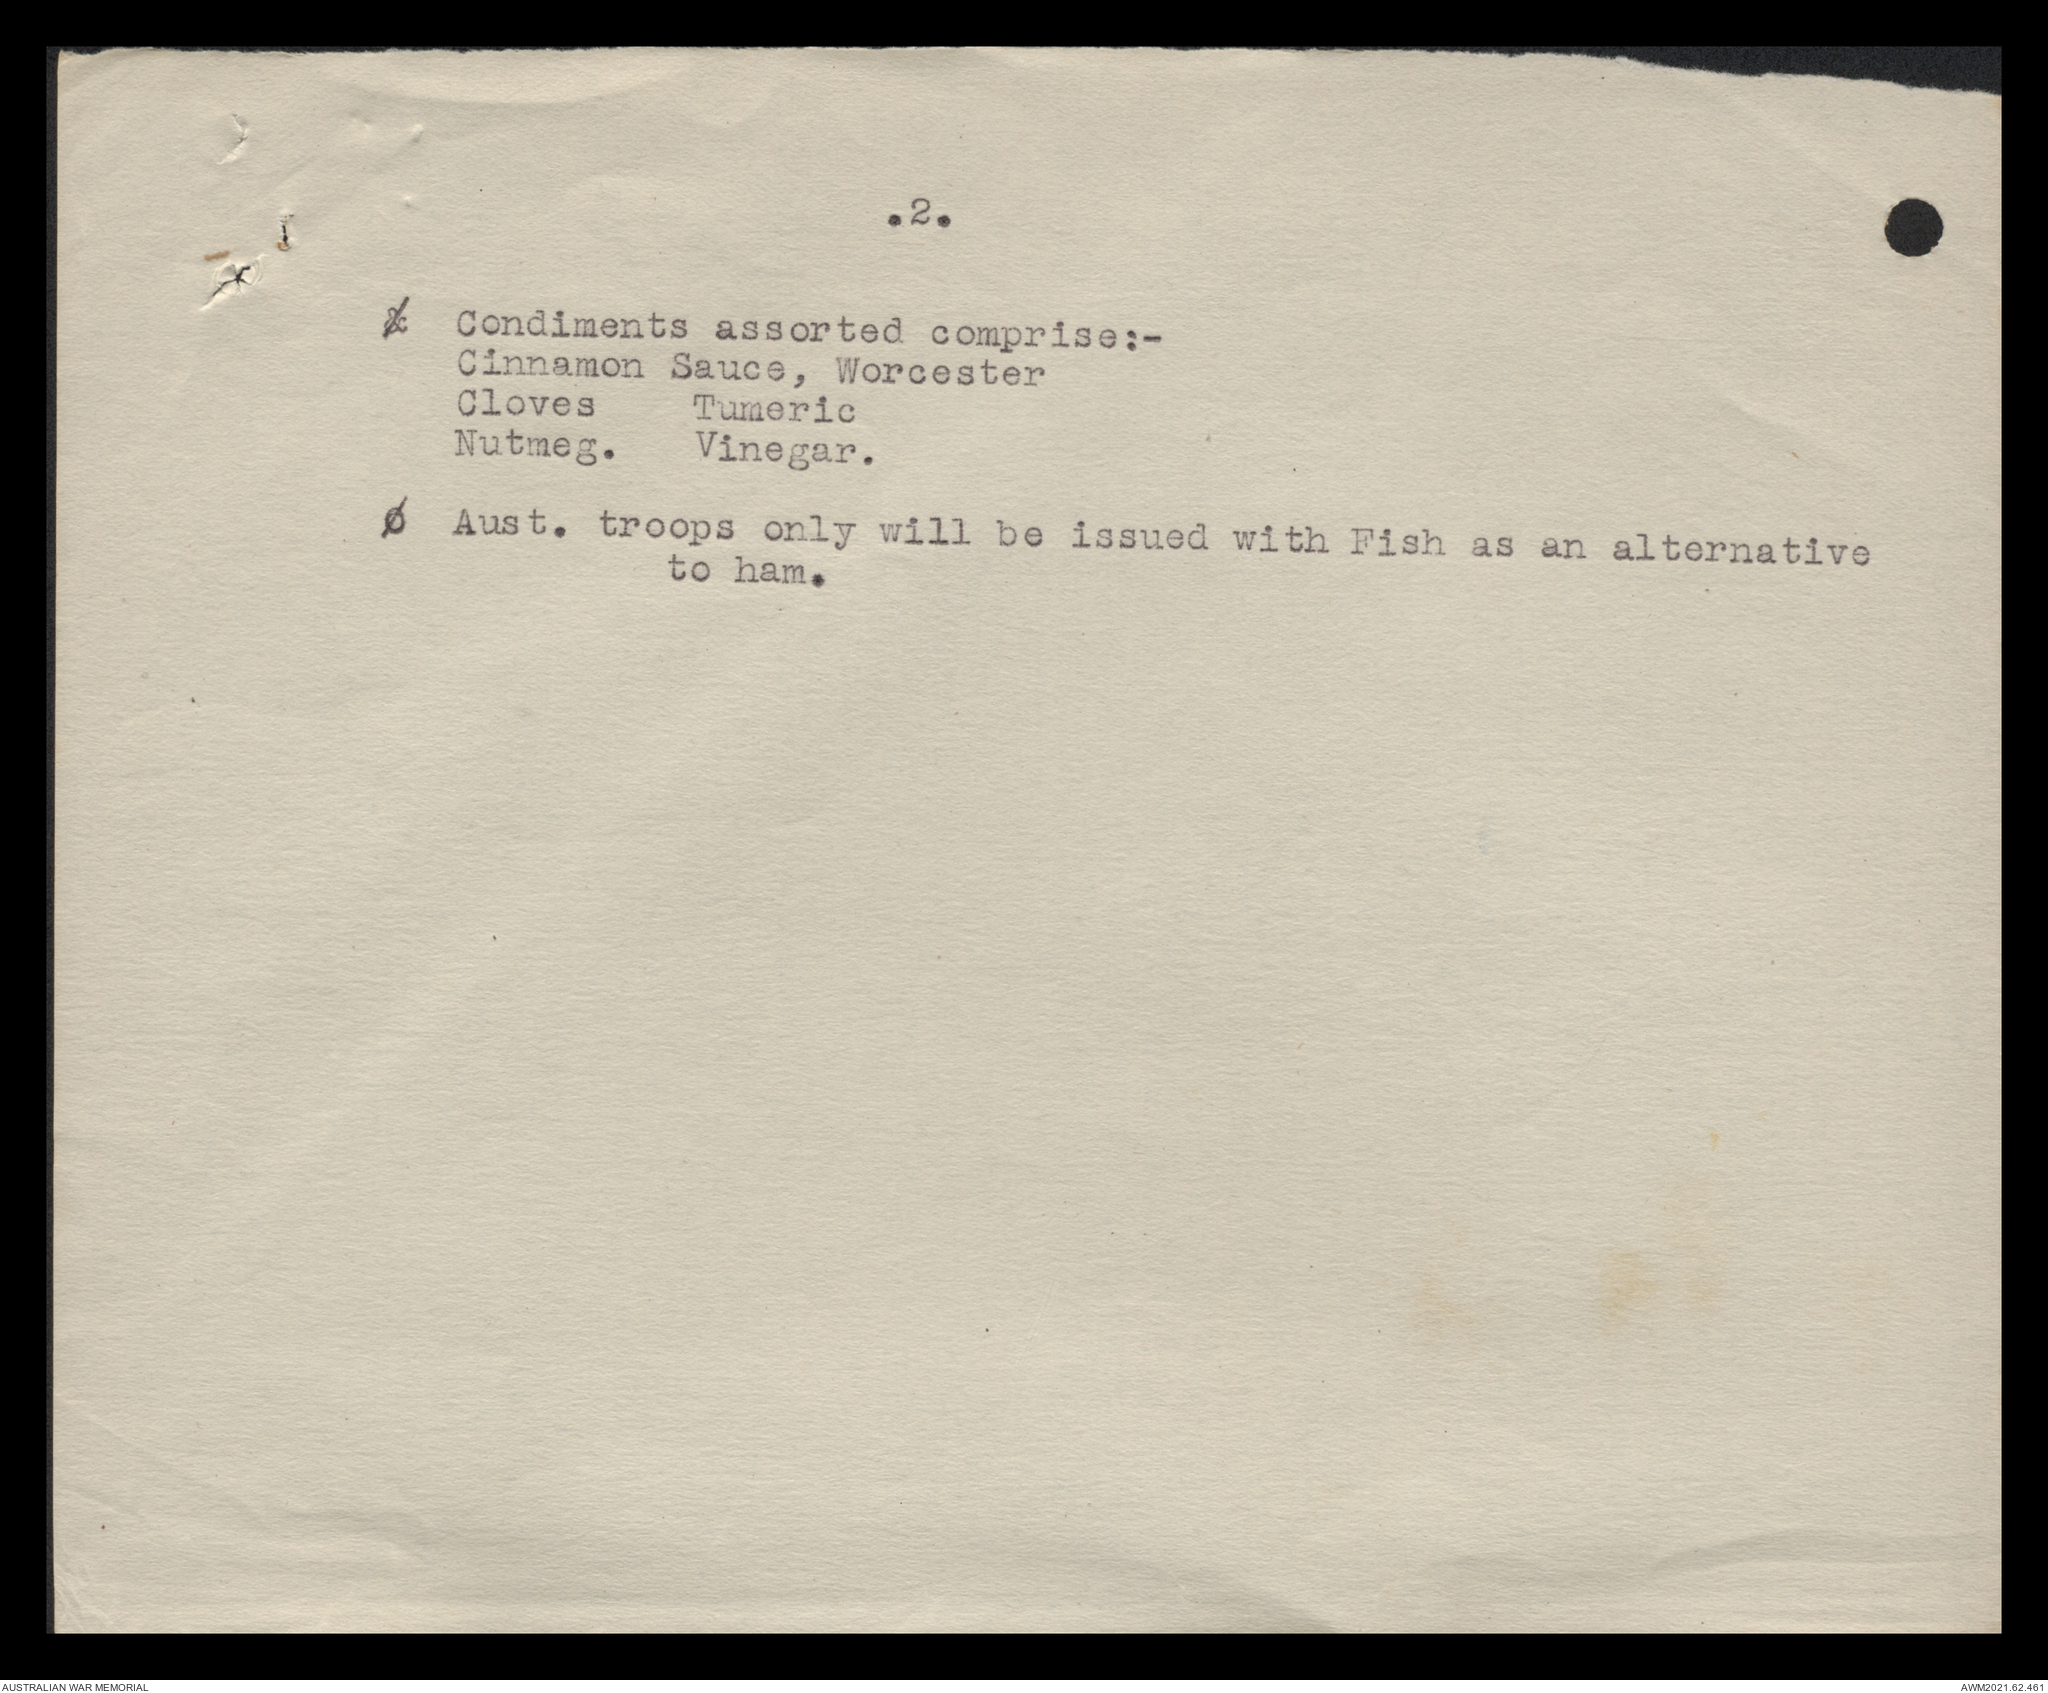 .2.
& Condiments assorted comprise:-
Cinnamon Sauce, Worcester
Cloves Tumeric
Nutmeg. Vinegar.
ø Aust. troops only will be issued with Fish as an alternative
to ham.
AUSTRALIAN WAR MEMORIAL
AWM2021.62.461